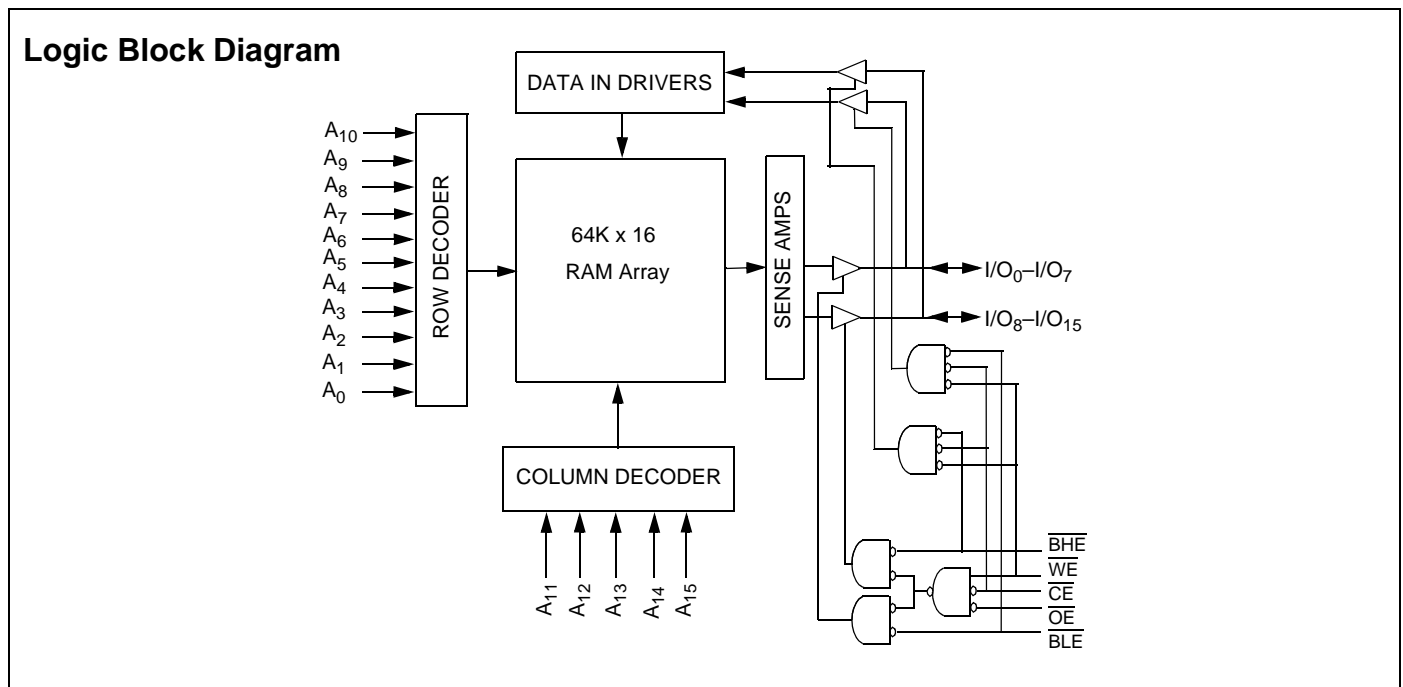 Logic Block Diagram
DATA IN DRIVERS
A10
A9
A8
A7
A6
A5
A4
A3
A2
A1
A0
ROW DECODER
64K x 16
RAM Array
SENSE AMPS
I/O0–I/O7
I/O8–I/O15
COLUMN DECODER
A11
A12
A13
A14
A15
BHE
WE
CE
OE
BLE